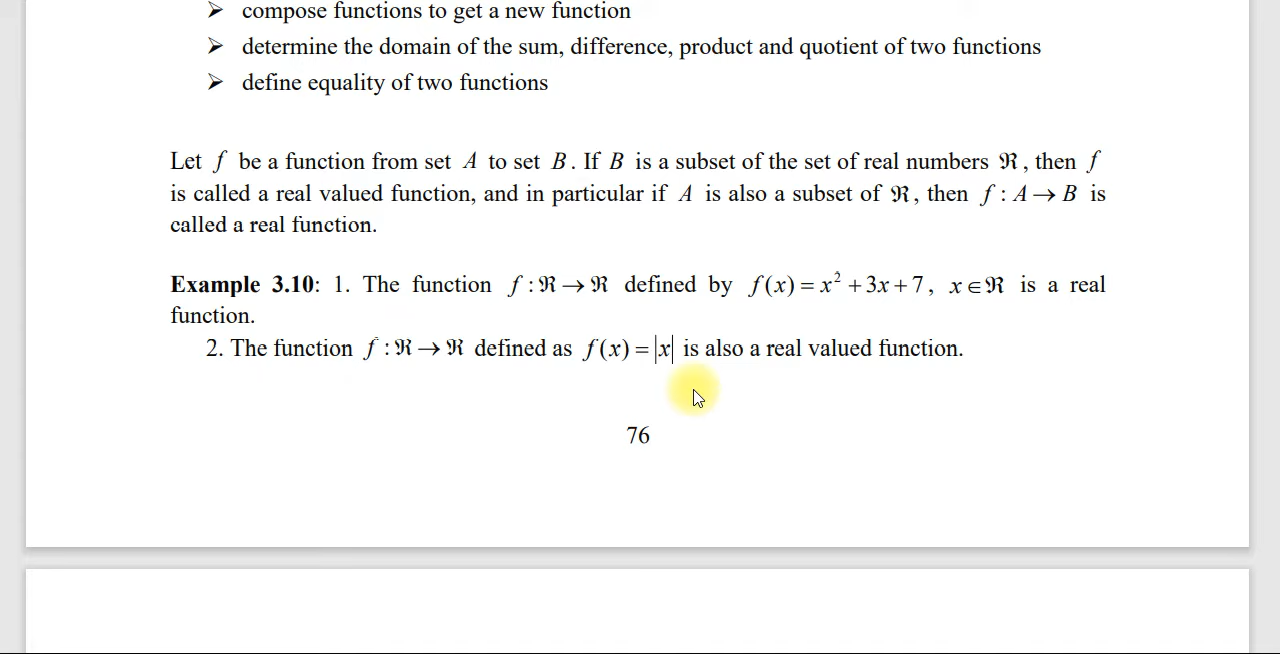 ➢ compose functions to get a new function
➢ determine the domain of the sum, difference, product and quotient of two functions
➢ define equality of two functions
Let f be a function from set A to set B. If B is a subset of the set of real numbers ℜ, then f
is called a real valued function, and in particular if A is also a subset of ℜ, then f : A → B is
called a real function.
Example 3.10: 1. The function f : ℜ → ℜ defined by f(x) = x² + 3x + 7, x ∈ ℜ is a real
function.
2. The function f : ℜ → ℜ defined as f(x) = |x| is also a real valued function.
76